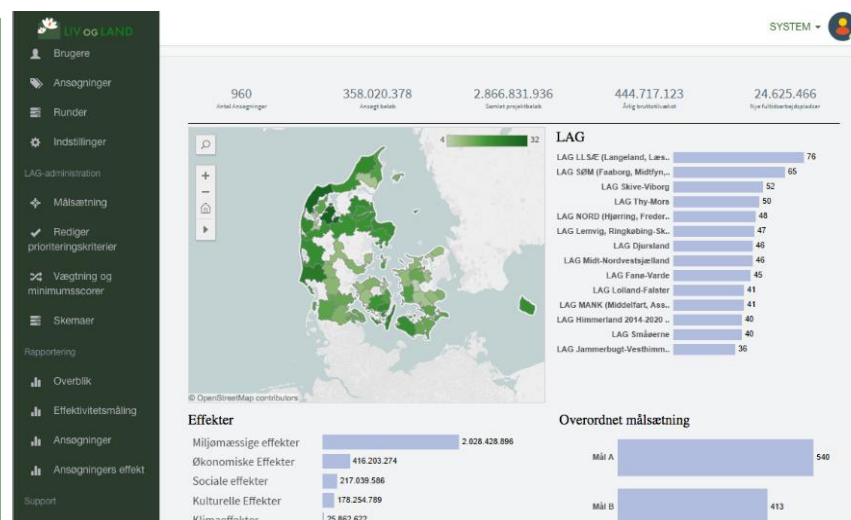 LIV OG LAND
SYSTEM
Brugere
Ansøgninger
Runder
Indstillinger
LAG-administration
Målsætning
Rediger
prioriteringskriterier
Vægtning og
minimumsscorer
Skemaer
Rapportering
Overblik
Effektivitetsmåling
Ansøgninger
Ansøgningers effekt
Support
960
Antal Ansøgninger
358.020.378
Ansøgt beløb
2.866.831.936
Samlet projektbeløb
444.717.123
Årlig bruttotilvækst
24.625.466
Nye fultidsarbejdspladser
4 32
© OpenStreetMap contributors
LAG
LAG LLSÆ (Langeland, Læs.. 76
LAG SØM (Faaborg, Midtfyn,.. 65
LAG Skive-Viborg 52
LAG Thy-Mors 50
LAG NORD (Hjørring, Freder.. 48
LAG Lemvig, Ringkøbing-Sk.. 47
LAG Djursland 46
LAG Midt-Nordvestsjælland 46
LAG Fanø-Varde 45
LAG Lolland-Falster 41
LAG MANK (Middelfart, Ass.. 41
LAG Himmerland 2014-2020 .. 40
LAG Småøerne 40
LAG Jammerbugt-Vesthimm.. 36
Effekter
Miljømæssige effekter 2.028.428.896
Økonomiske Effekter 416.203.274
Sociale effekter 217.039.586
Kulturelle Effekter 178.254.789
Klimaeffekter 25.862.622
Overordnet målsætning
Mål A 540
Mål B 413